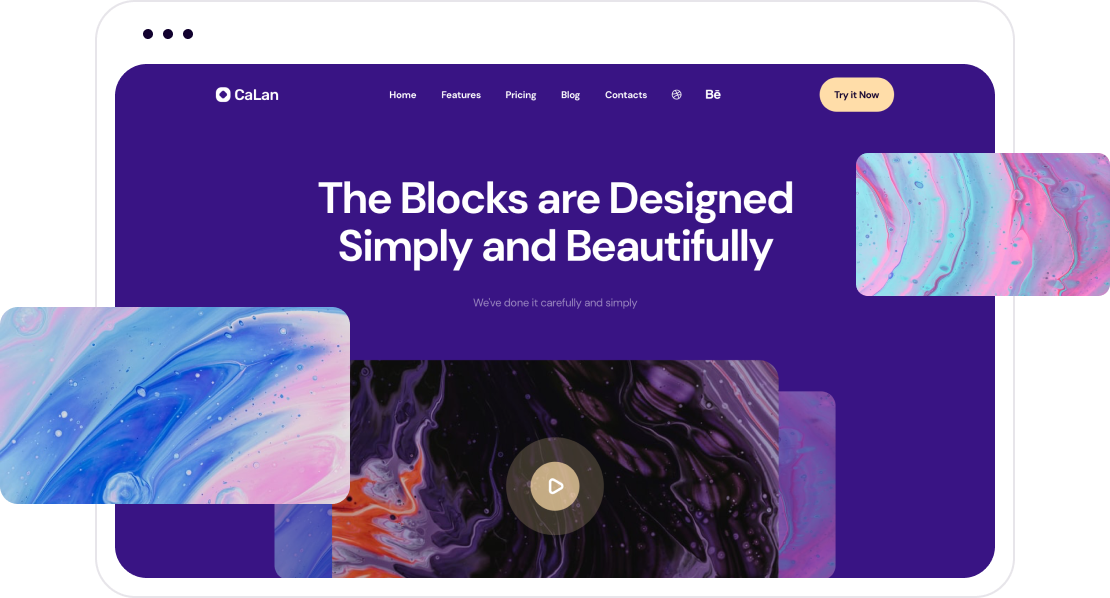 CaLan
Home Features Pricing Blog Contacts Bē Try it Now
The Blocks are Designed
Simply and Beautifully
We've done it carefully and simply